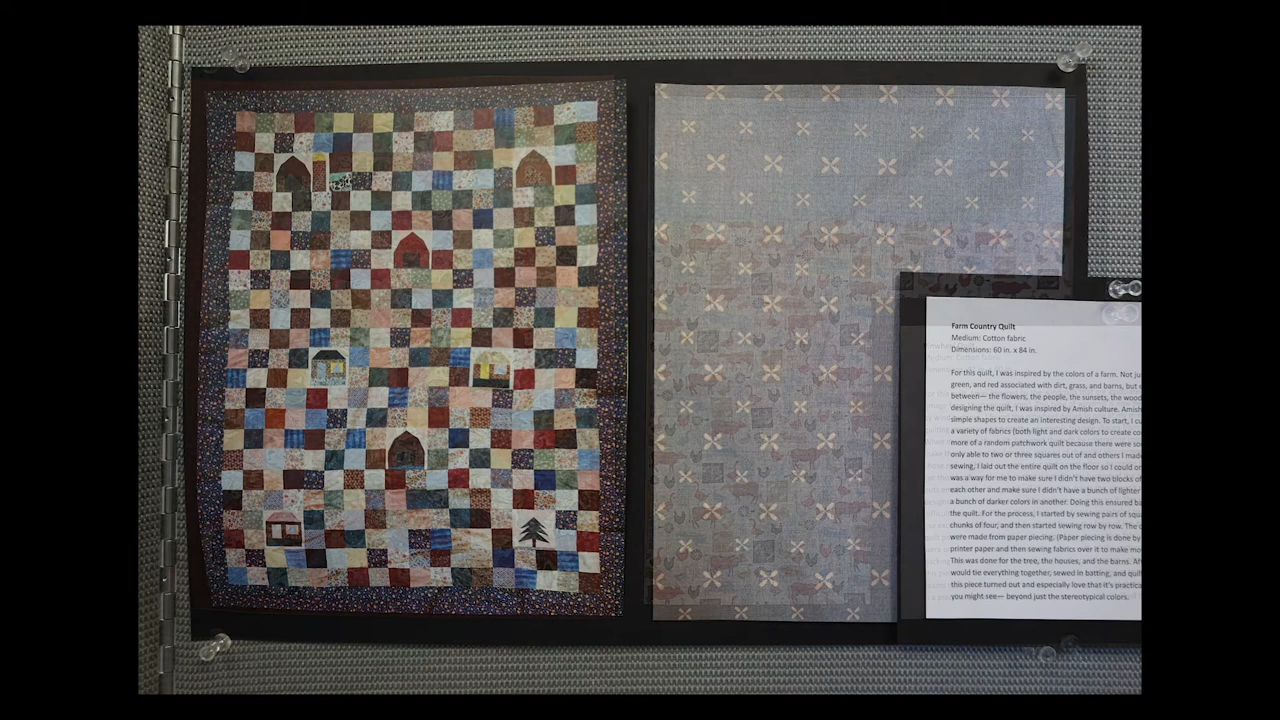 Farm Country Quilt
Medium: Cotton fabric
Dimensions: 60 in. x 84 in.
For this quilt, I was inspired by the colors of a farm. Not ju
green, and red associated with dirt, grass, and barns, but e
between— the flowers, the people, the sunsets, the wood
designing the quilt, I was inspired by Amish culture. Amish
simple shapes to create an interesting design. To start, I cu
a variety of fabrics (both light and dark colors to create co
more of a random patchwork quilt because there were so
only able to two or three squares out of and others I made
sewing, I laid out the entire quilt on the floor so I could or
was a way for me to make sure I didn't have two blocks of
each other and make sure I didn't have a bunch of lighter
a bunch of darker colors in another. Doing this ensured ba
the quilt. For the process, I started by sewing pairs of squa
chunks of four, and then started sewing row by row. The d
were made from paper piecing. (Paper piecing is done by
printer paper and then sewing fabrics over it to make mo
This was done for the tree, the houses, and the barns. Aft
would tie everything together, sewed in batting, and quil
this piece turned out and especially love that it's practica
you might see— beyond just the stereotypical colors.